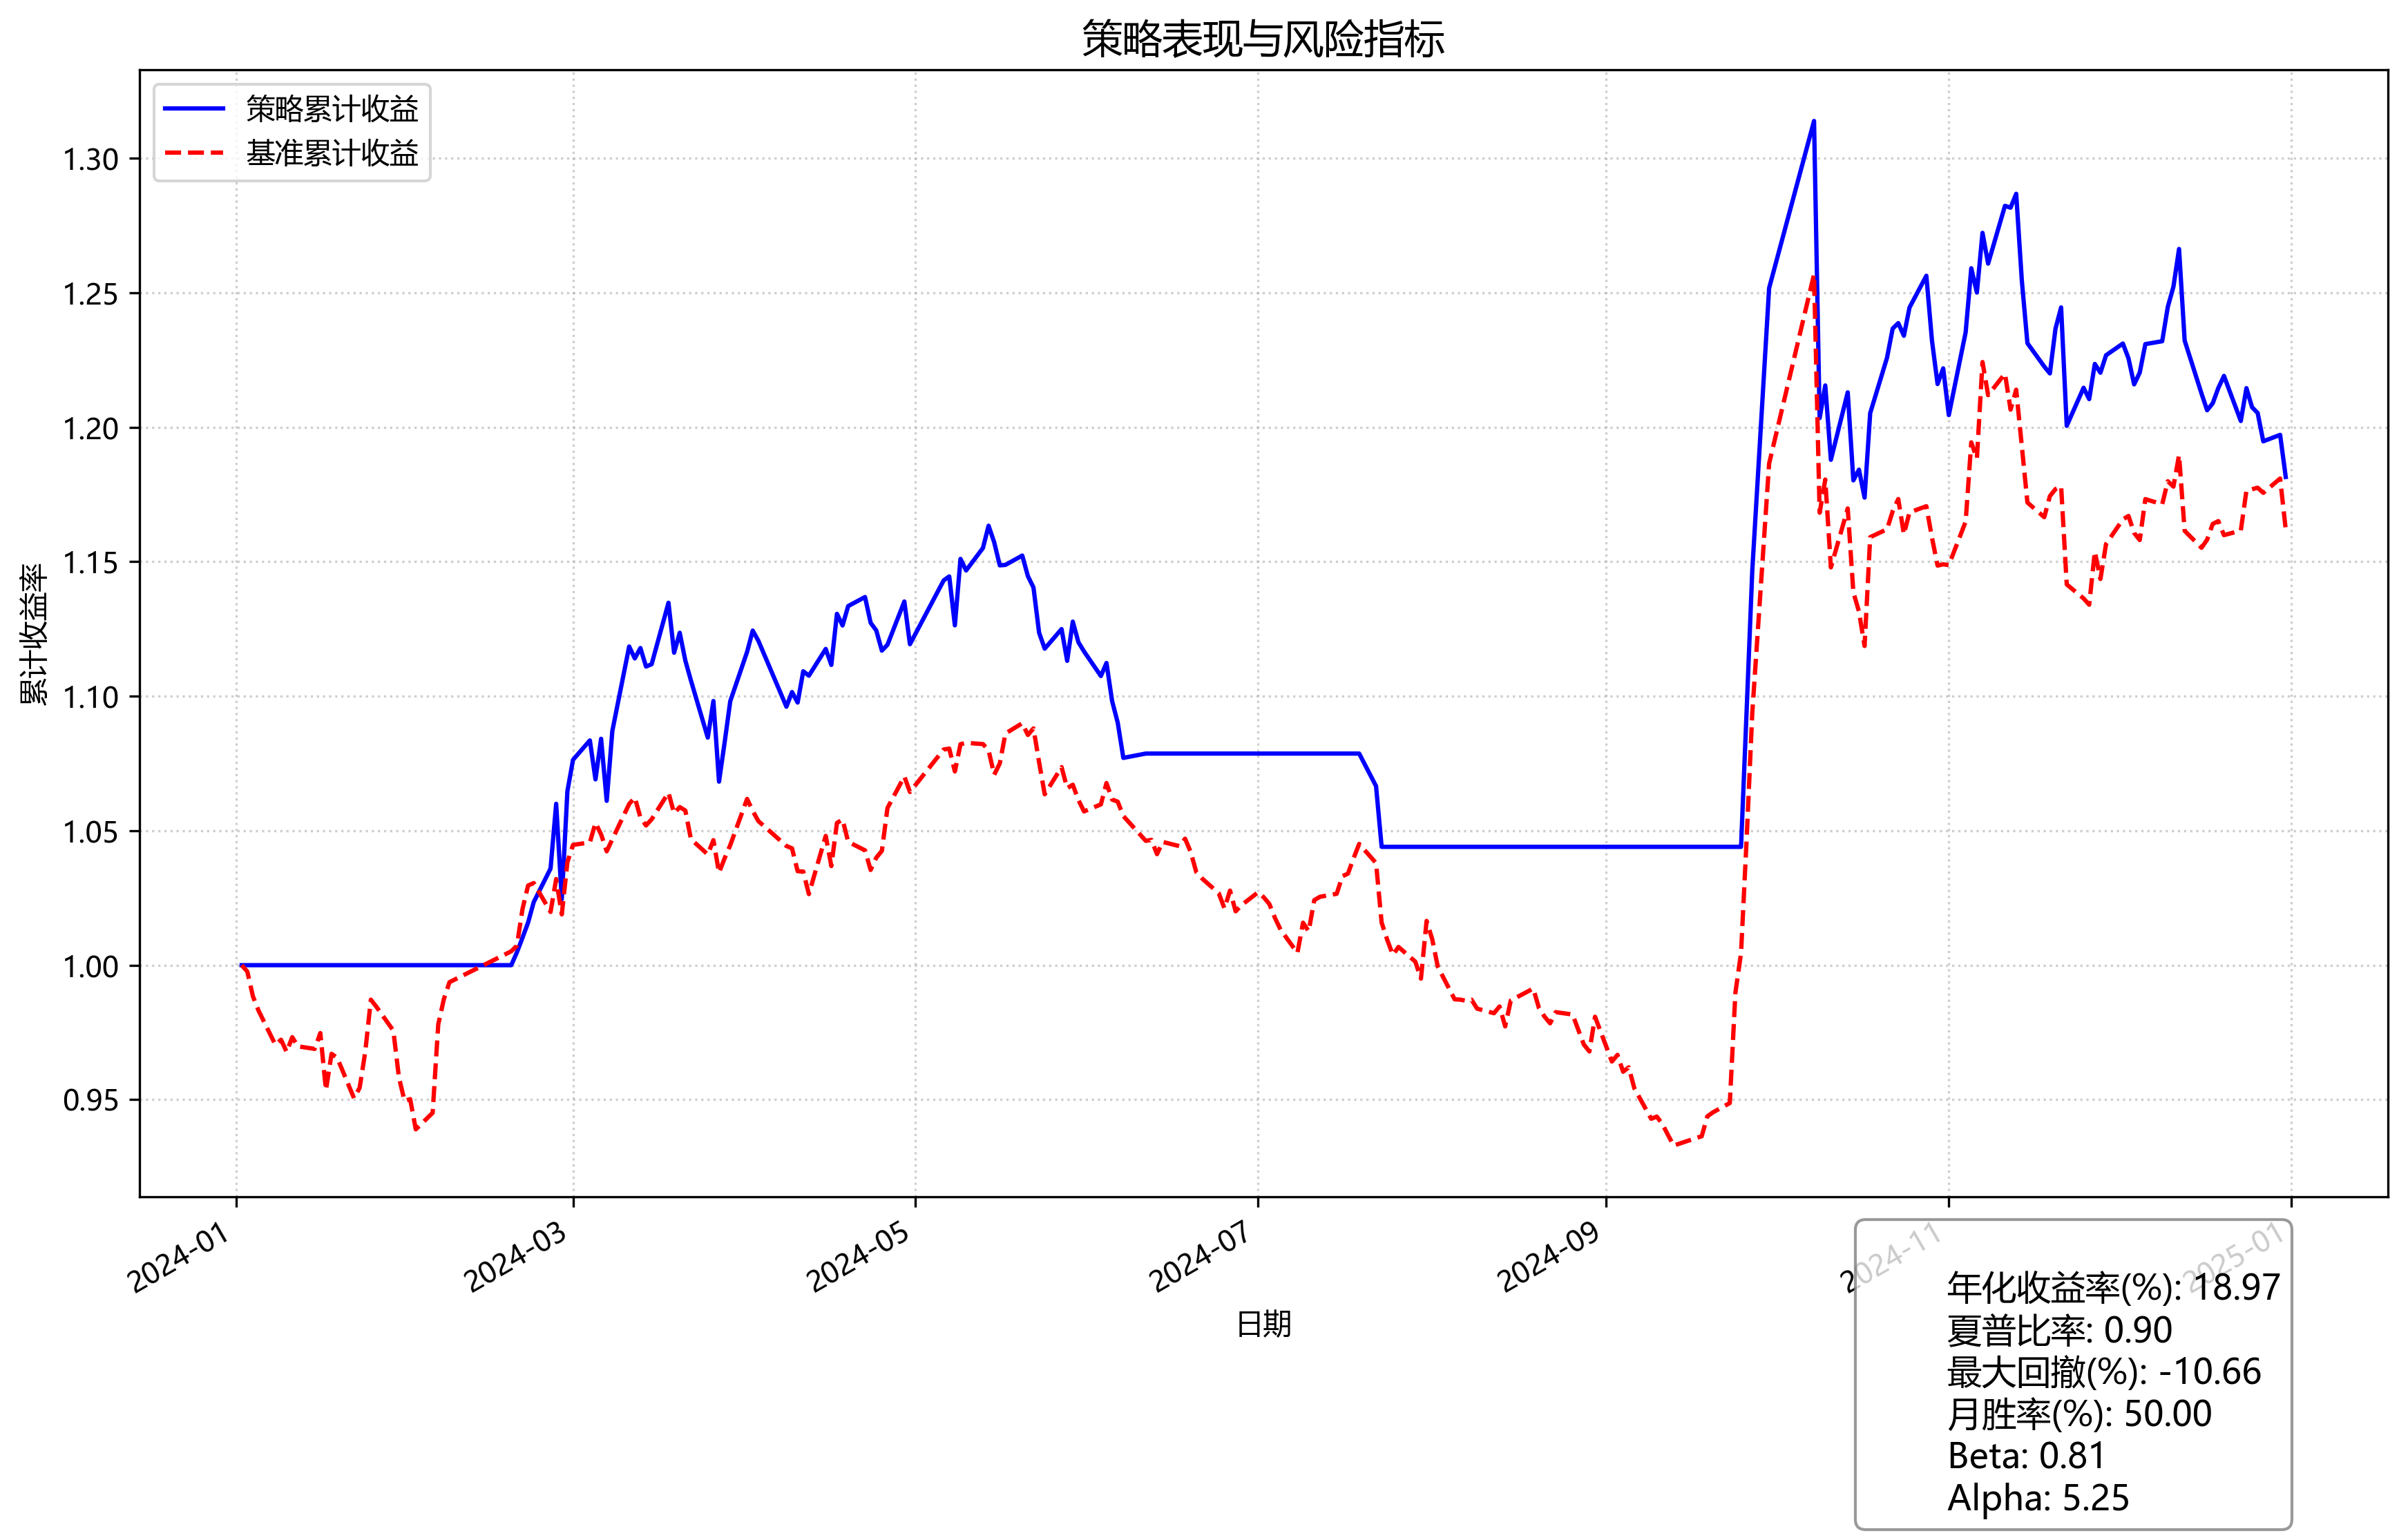 策略表现与风险指标
策略累计收益
基准累计收益
1.30
1.25
1.20
1.15
1.10
1.05
1.00
0.95
累计收益率
2024-01
2024-03
2024-05
2024-07
2024-09
2024-11
2025-01
日期
年化收益率(%): 18.97
夏普比率: 0.90
最大回撤(%): -10.66
月胜率(%): 50.00
Beta: 0.81
Alpha: 5.25